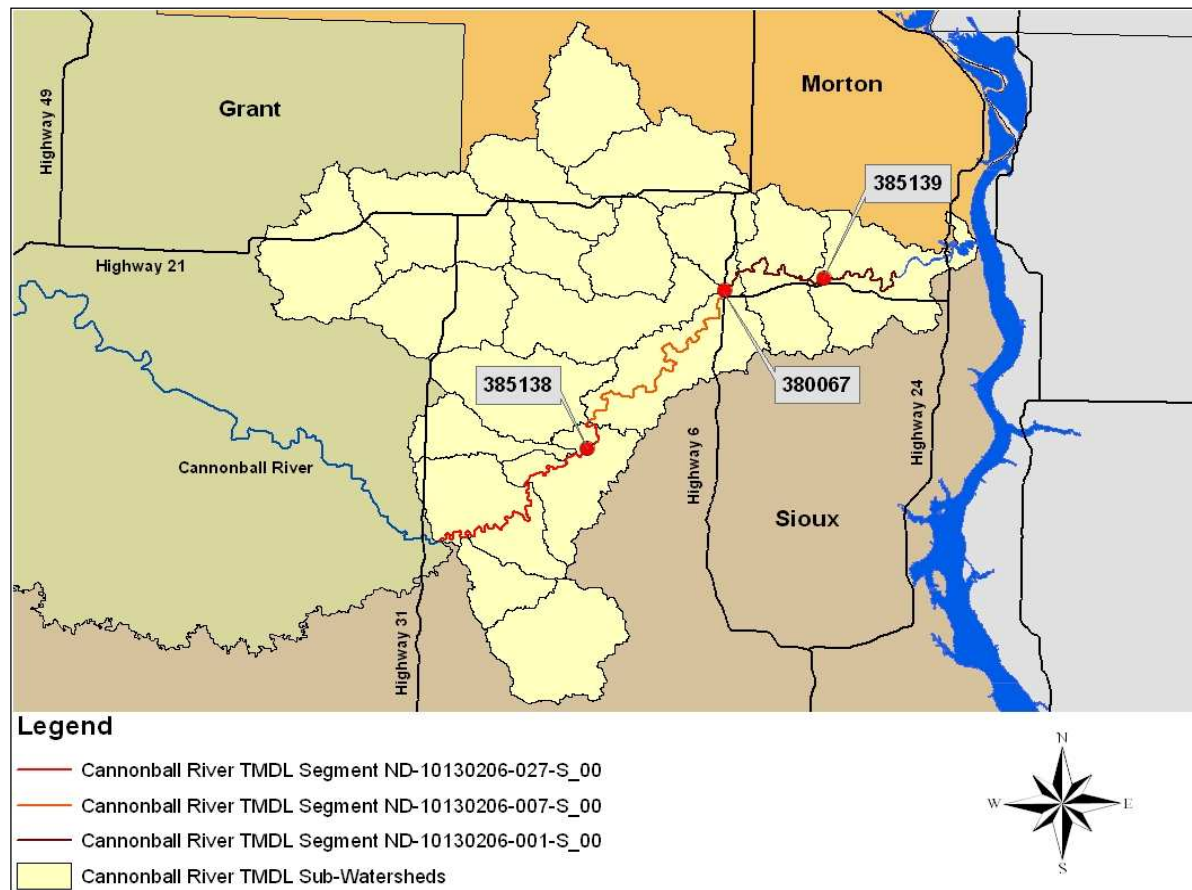 Grant
Morton
Highway 49
385139
Highway 21
385138
380067
Highway 24
Cannonball River
Highway 6
Sioux
Highway 31
Legend
Cannonball River TMDL Segment ND-10130206-027-S_00
Cannonball River TMDL Segment ND-10130206-007-S_00
Cannonball River TMDL Segment ND-10130206-001-S_00
Cannonball River TMDL Sub-Watersheds
N
W E
S